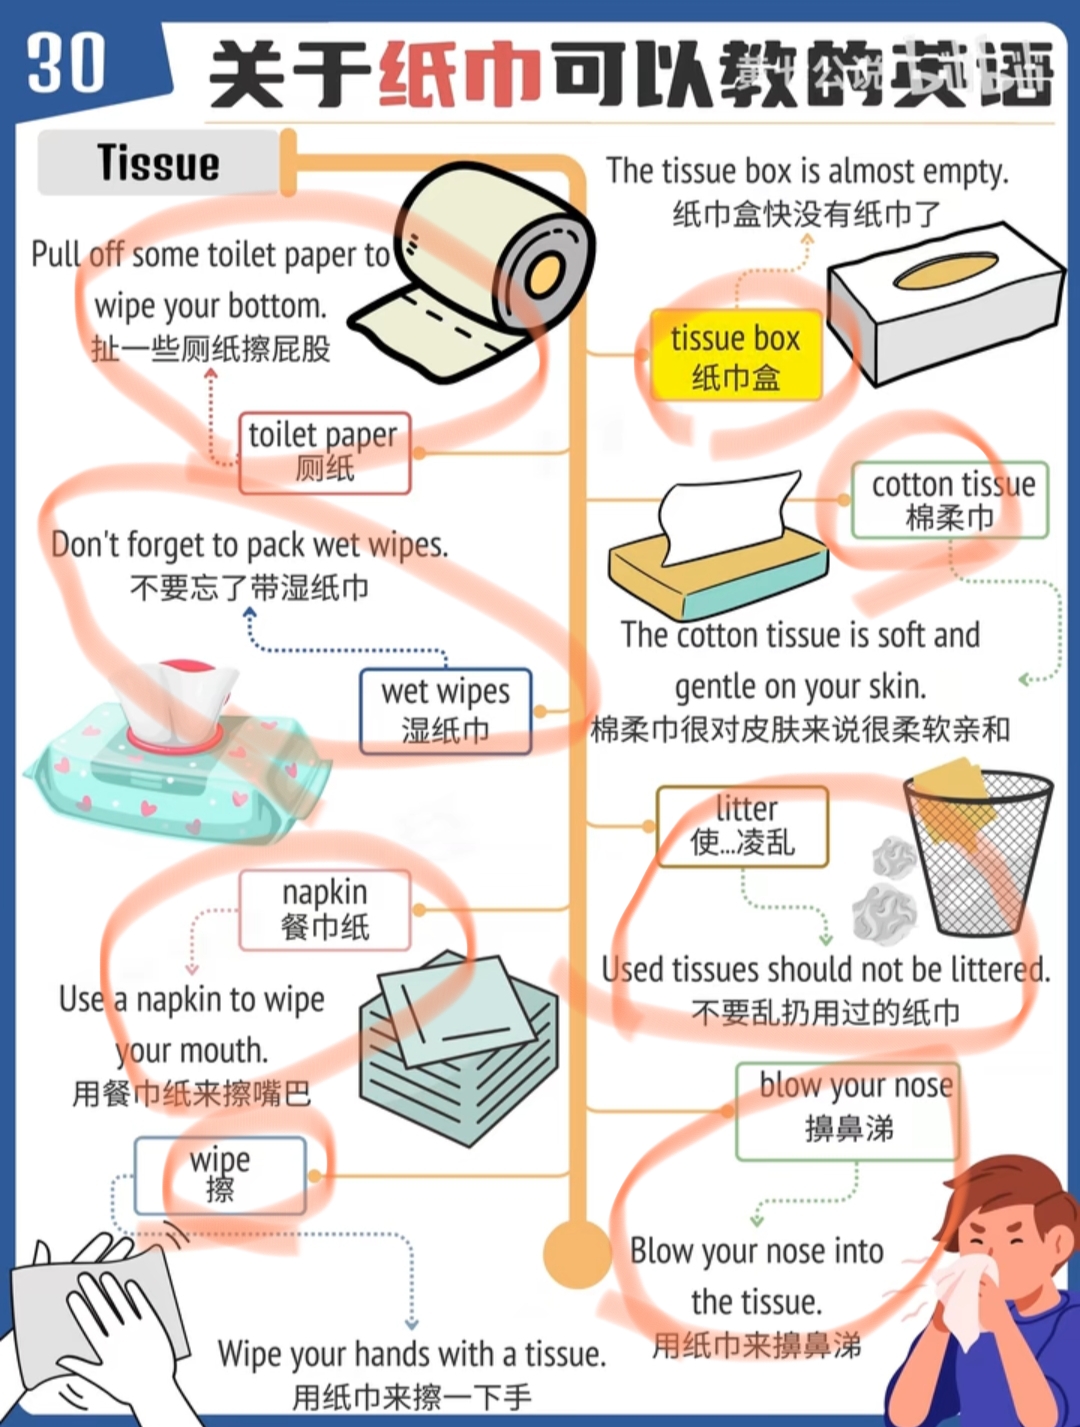 30
关于纸巾可以教的英语
bilibili
Tissue
Pull off some toilet paper to
wipe your bottom.
扯一些厕纸擦屁股
toilet paper
厕纸
Don't forget to pack wet wipes.
不要忘了带湿纸巾
wet wipes
湿纸巾
napkin
餐巾纸
Use a napkin to wipe
your mouth.
用餐巾纸来擦嘴巴
wipe
擦
Wipe your hands with a tissue.
用纸巾来擦一下手
The tissue box is almost empty.
纸巾盒快没有纸巾了
tissue box
纸巾盒
cotton tissue
棉柔巾
The cotton tissue is soft and
gentle on your skin.
棉柔巾很对皮肤来说很柔软亲和
litter
使...凌乱
Used tissues should not be littered.
不要乱扔用过的纸巾
blow your nose
擤鼻涕
Blow your nose into
the tissue.
用纸巾来擤鼻涕